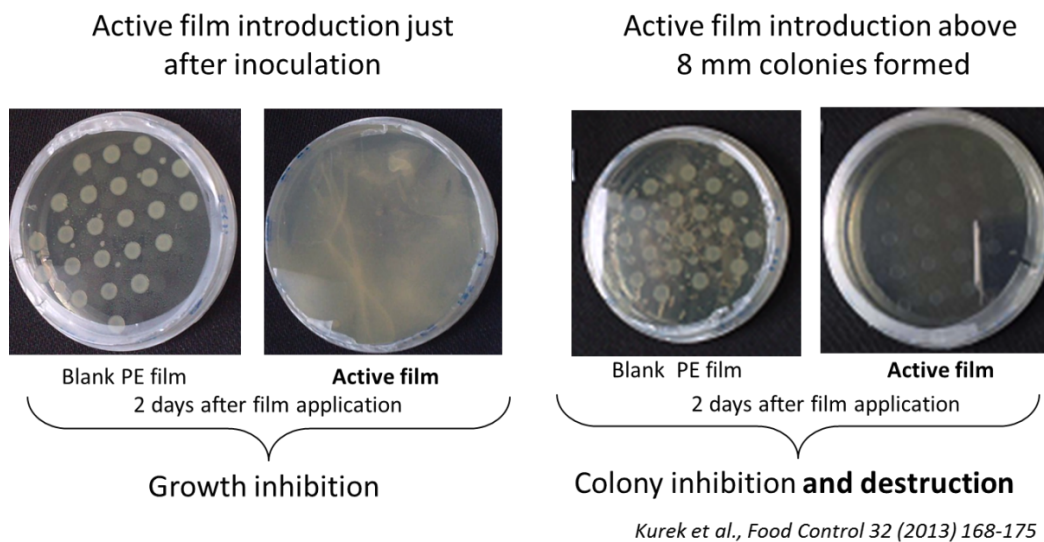 Active film introduction just
after inoculation
Active film introduction above
8 mm colonies formed
Blank PE film
Active film
2 days after film application
Growth inhibition
Blank PE film
Active film
2 days after film application
Colony inhibition and destruction
Kurek et al., Food Control 32 (2013) 168-175